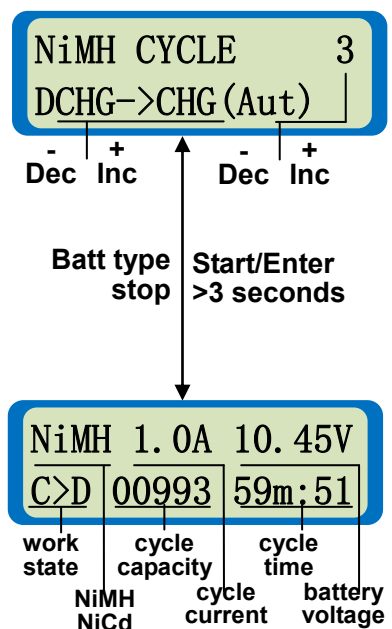 NiMH CYCLE 3
DCHG->CHG(Aut)
- + - +
Dec Inc Dec Inc
Batt type Start/Enter
stop >3 seconds
NiMH 1.0A 10.45V
C>D 00993 59m:51
work cycle cycle
state capacity time
NiMH cycle battery
NiCd current voltage